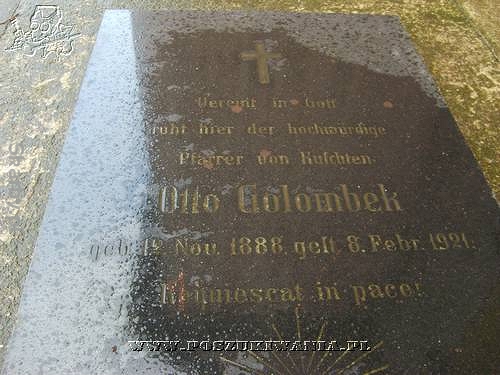 Vereint in Gott
ruht hier der hochwürdige
Pfarrer von Kuschten
Otto Golombek
geb. 12. Nov. 1888. gest. 8. Febr. 1921.
Requiescat in pace!
WWW.POSZUKIWANIA.PL